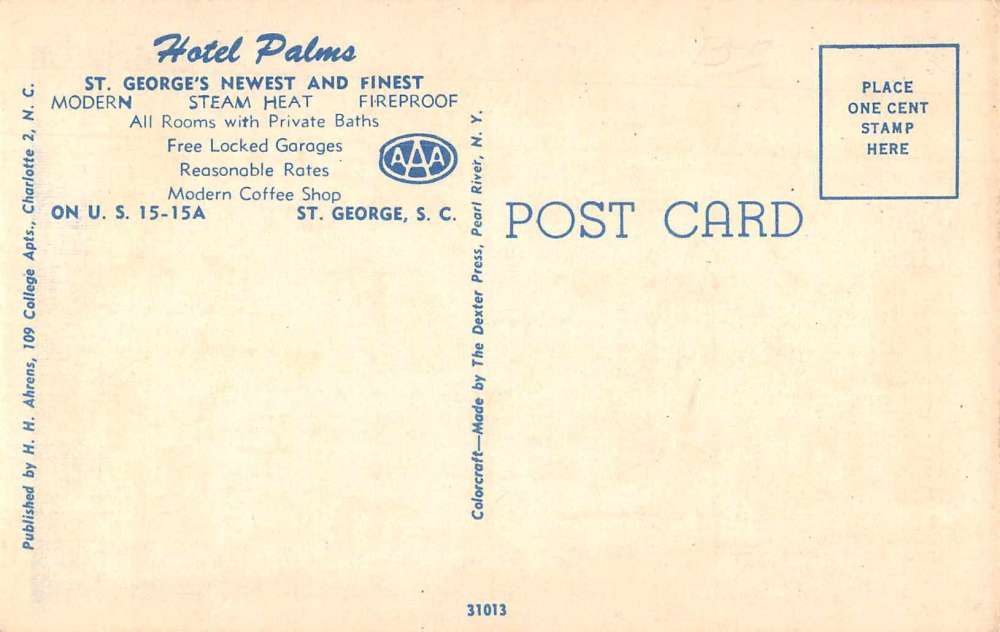 Hotel Palms
ST. GEORGE'S NEWEST AND FINEST
MODERN STEAM HEAT FIREPROOF
All Rooms with Private Baths
Free Locked Garages
Reasonable Rates
Modern Coffee Shop
AAA
ON U. S. 15-15A ST. GEORGE, S. C.
Published by H. H. Ahrens, 109 College Apts., Charlotte 2, N. C.
Colorcraft—Made by The Dexter Press, Pearl River, N. Y.
POST CARD
PLACE
ONE CENT
STAMP
HERE
31013